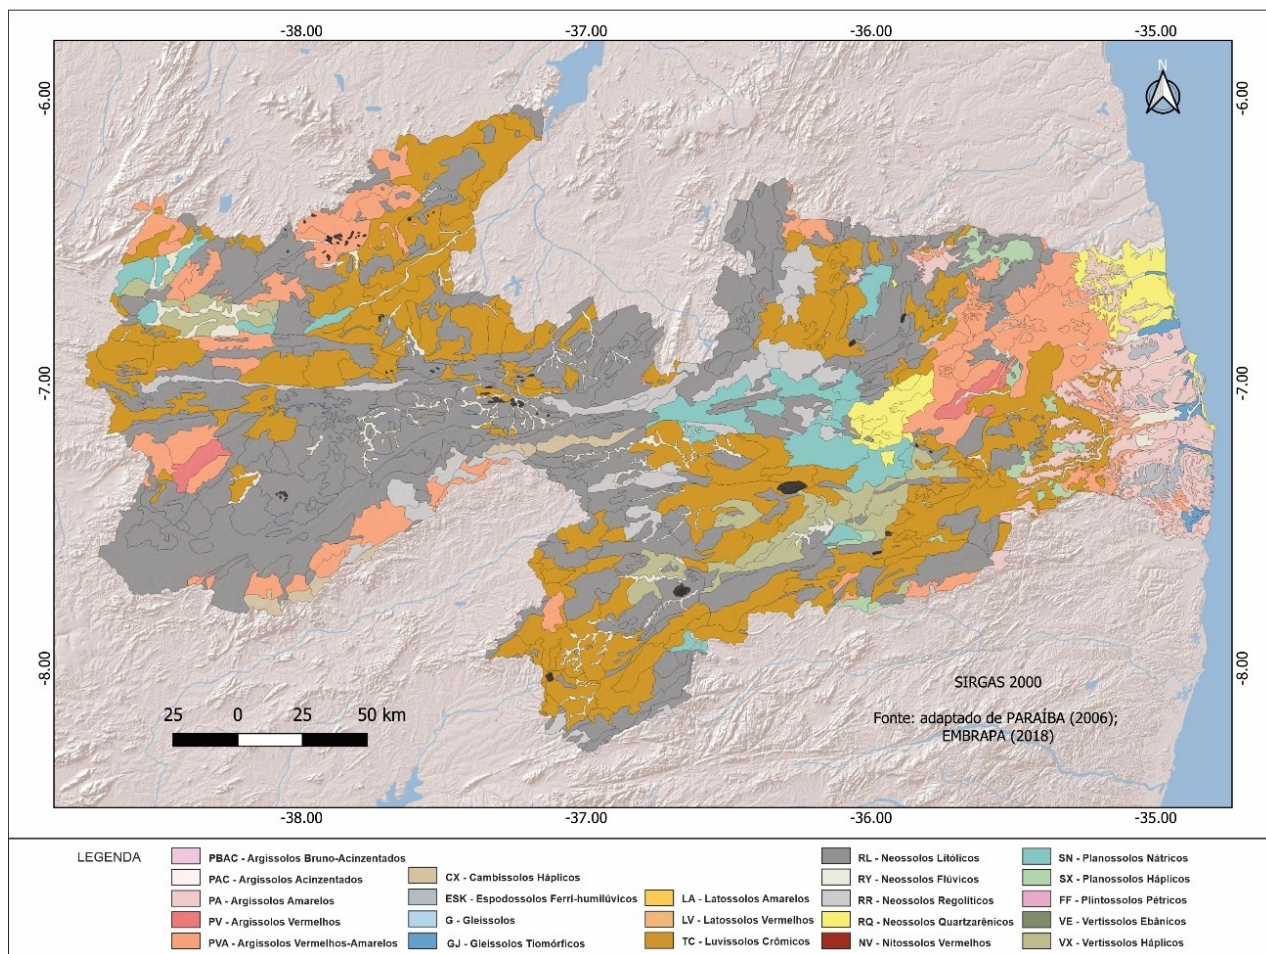 -38.00 -37.00 -36.00 -35.00
-6.00 -6.00
N
-7.00 -7.00
-8.00 -8.00
SIRGAS 2000
25 0 25 50 km
Fonte: adaptado de PARAÍBA (2006);
EMBRAPA (2018)
-38.00 -37.00 -36.00 -35.00
LEGENDA
PBAC - Argissolos Bruno-Acinzentados
PAC - Argissolos Acinzentados
PA - Argissolos Amarelos
PV - Argissolos Vermelhos
PVA - Argissolos Vermelhos-Amarelos
CX - Cambissolos Háplicos
ESK - Espodossolos Ferri-humilúvicos
G - Gleissolos
GJ - Gleissolos Tiomórficos
LA - Latossolos Amarelos
LV - Latossolos Vermelhos
TC - Luvissolos Crômicos
RL - Neossolos Litólicos
RY - Neossolos Flúvicos
RR - Neossolos Regolíticos
RQ - Neossolos Quartzarênicos
NV - Nitossolos Vermelhos
SN - Planossolos Nátricos
SX - Planossolos Háplicos
FF - Plintossolos Pétricos
VE - Vertissolos Ebânicos
VX - Vertissolos Háplicos